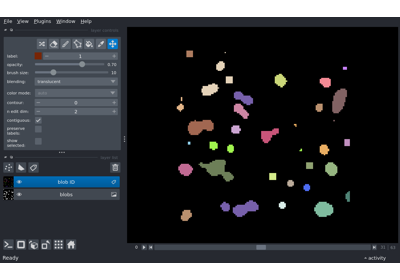 File View Plugins Window Help
label: 1
opacity: 0.70
brush size: 10
blending: translucent
color mode:
contour: 0
n edit dim: 2
contiguous:
preserve
labels:
show
selected:
blob ID
blobs
Ready
activity